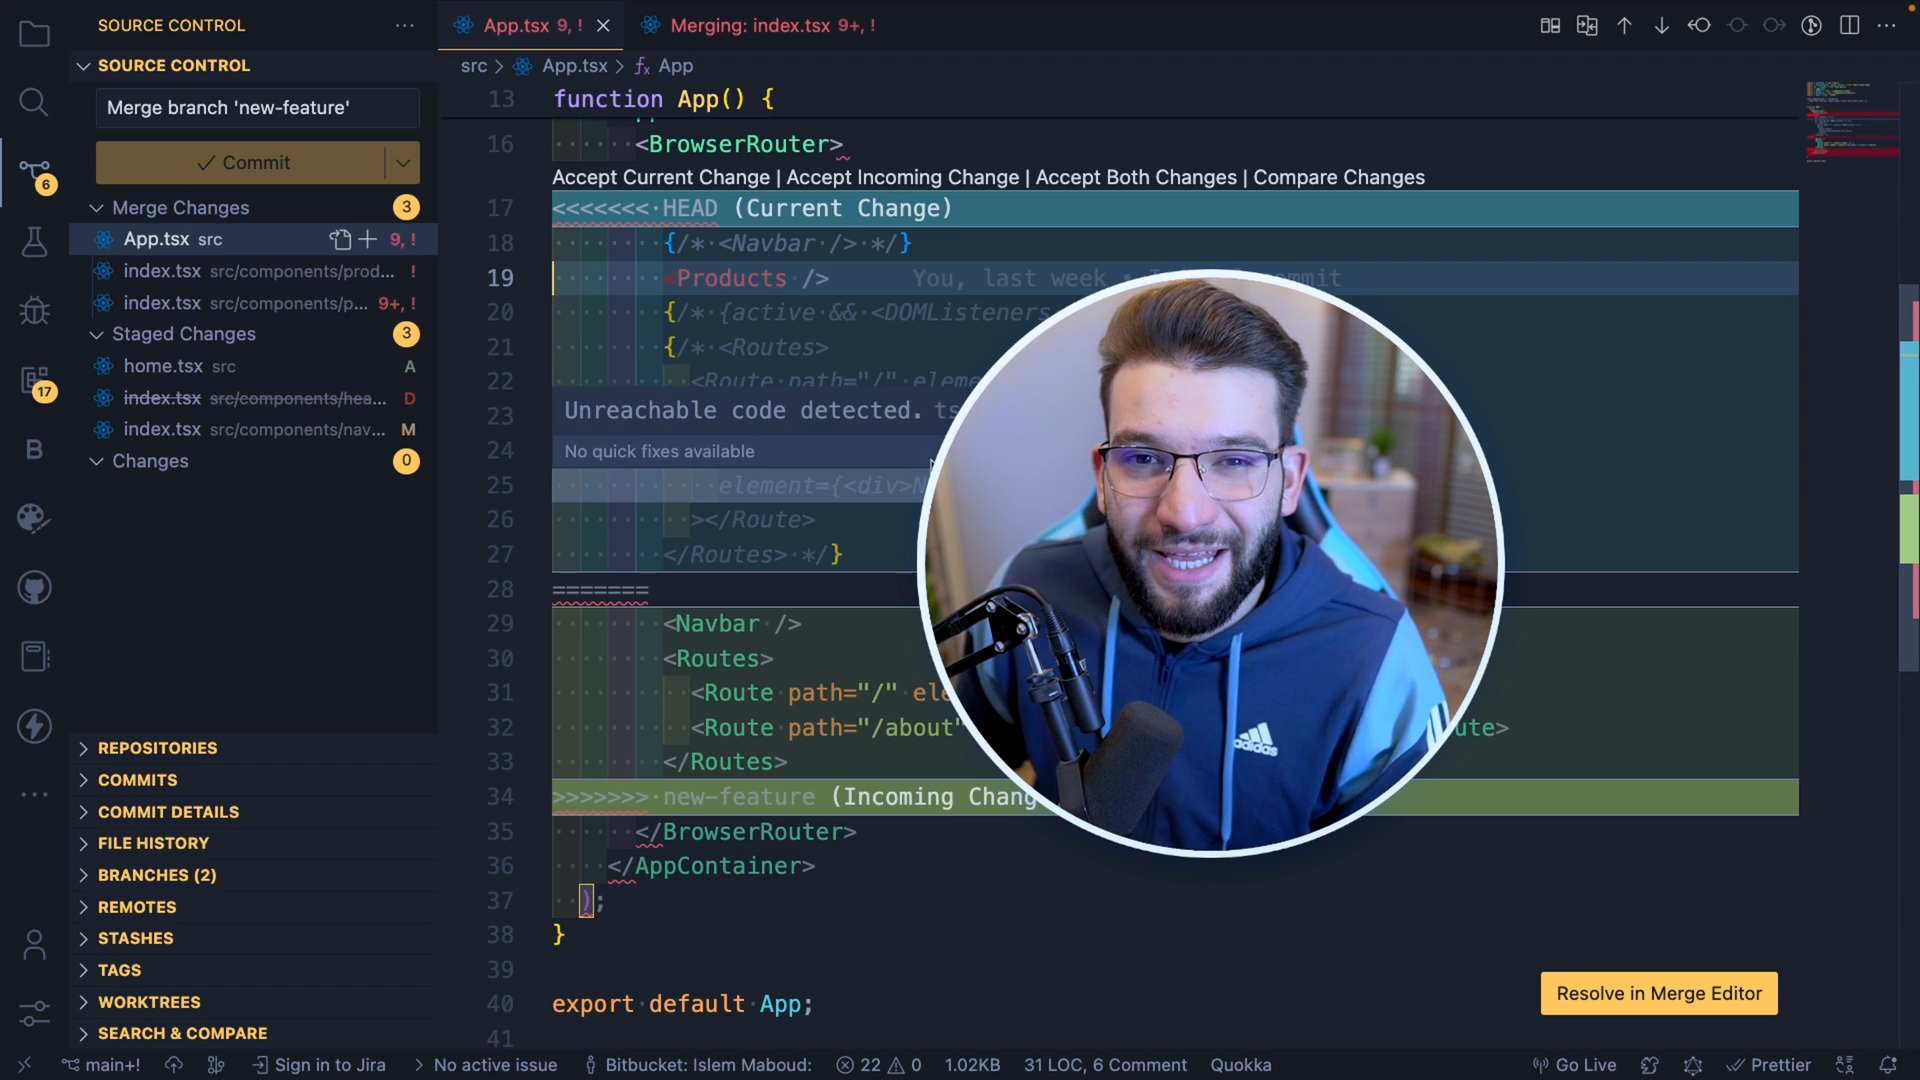 SOURCE CONTROL
App.tsx 9, !
Merging: index.tsx 9+, !
SOURCE CONTROL
Merge branch 'new-feature'
Commit
6
Merge Changes 3
App.tsx src 9, !
index.tsx src/components/prod... !
index.tsx src/components/p... 9+, !
Staged Changes 3
home.tsx src A
index.tsx src/components/hea... D
17
index.tsx src/components/nav... M
Changes 0
B
REPOSITORIES
COMMITS
COMMIT DETAILS
FILE HISTORY
BRANCHES (2)
REMOTES
STASHES
TAGS
WORKTREES
SEARCH & COMPARE
src > App.tsx > App
13 function App() {
16 <BrowserRouter>
Accept Current Change | Accept Incoming Change | Accept Both Changes | Compare Changes
17 <<<<<<< HEAD (Current Change)
18 {/* <Navbar /> */}
19 <Products /> You, last week •
20 {/* {active && <DOMListeners
21 {/* <Routes>
22 <Route path="/"
23
Unreachable code detected.
24
No quick fixes available
25 element={<div>
26 ></Route>
27 </Routes> */}
28 =======
29 <Navbar />
30 <Routes>
31 <Route path="/"
32 <Route path="/about"
33 </Routes>
34 >>>>>>> new-feature (Incoming
35 </BrowserRouter>
36 </AppContainer>
37 );
38 }
39
40 export default App;
41
adidas
Resolve in Merge Editor
main+! Sign in to Jira No active issue Bitbucket: Islem Maboud: 22 0 1.02KB 31 LOC, 6 Comment Quokka Go Live Prettier